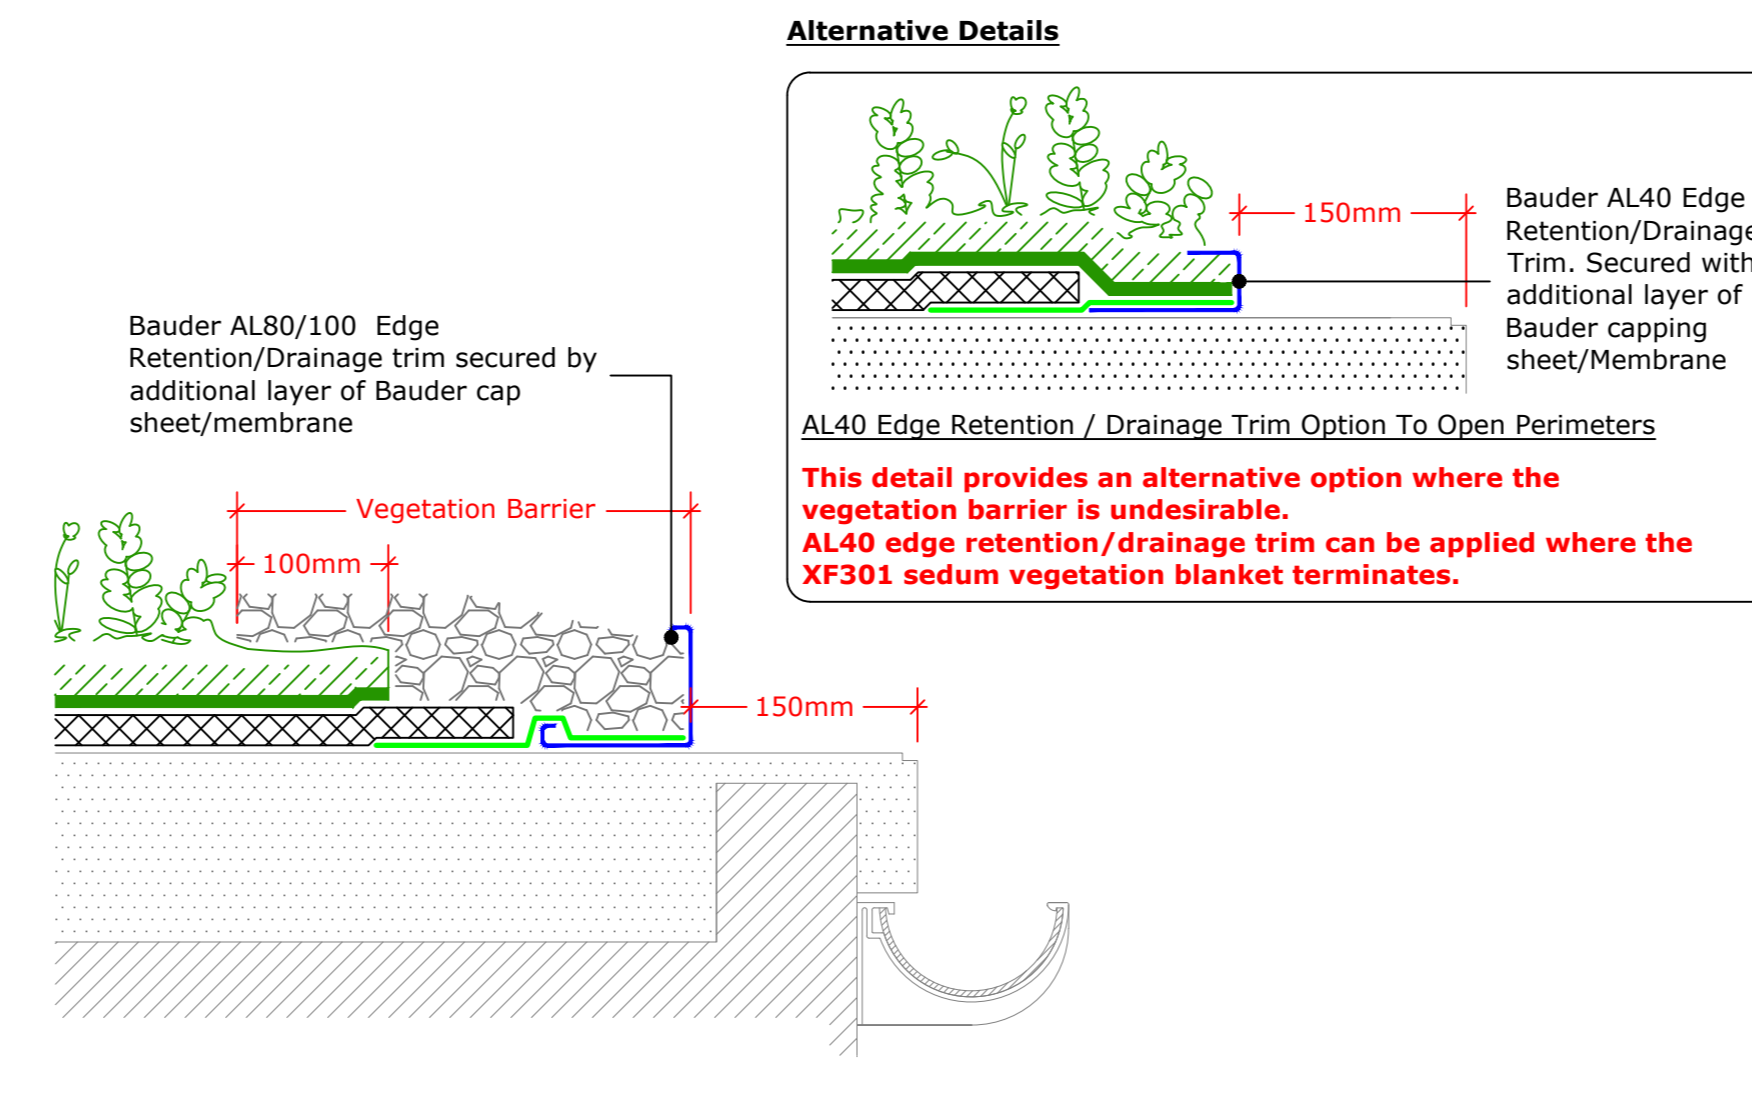 Alternative Details
150mm
Bauder AL40 Edge
Retention/Drainage
Trim. Secured with
additional layer of
Bauder capping
sheet/Membrane
AL40 Edge Retention / Drainage Trim Option To Open Perimeters
This detail provides an alternative option where the
vegetation barrier is undesirable.
AL40 edge retention/drainage trim can be applied where the
XF301 sedum vegetation blanket terminates.
Bauder AL80/100 Edge
Retention/Drainage trim secured by
additional layer of Bauder cap
sheet/membrane
Vegetation Barrier
100mm
150mm